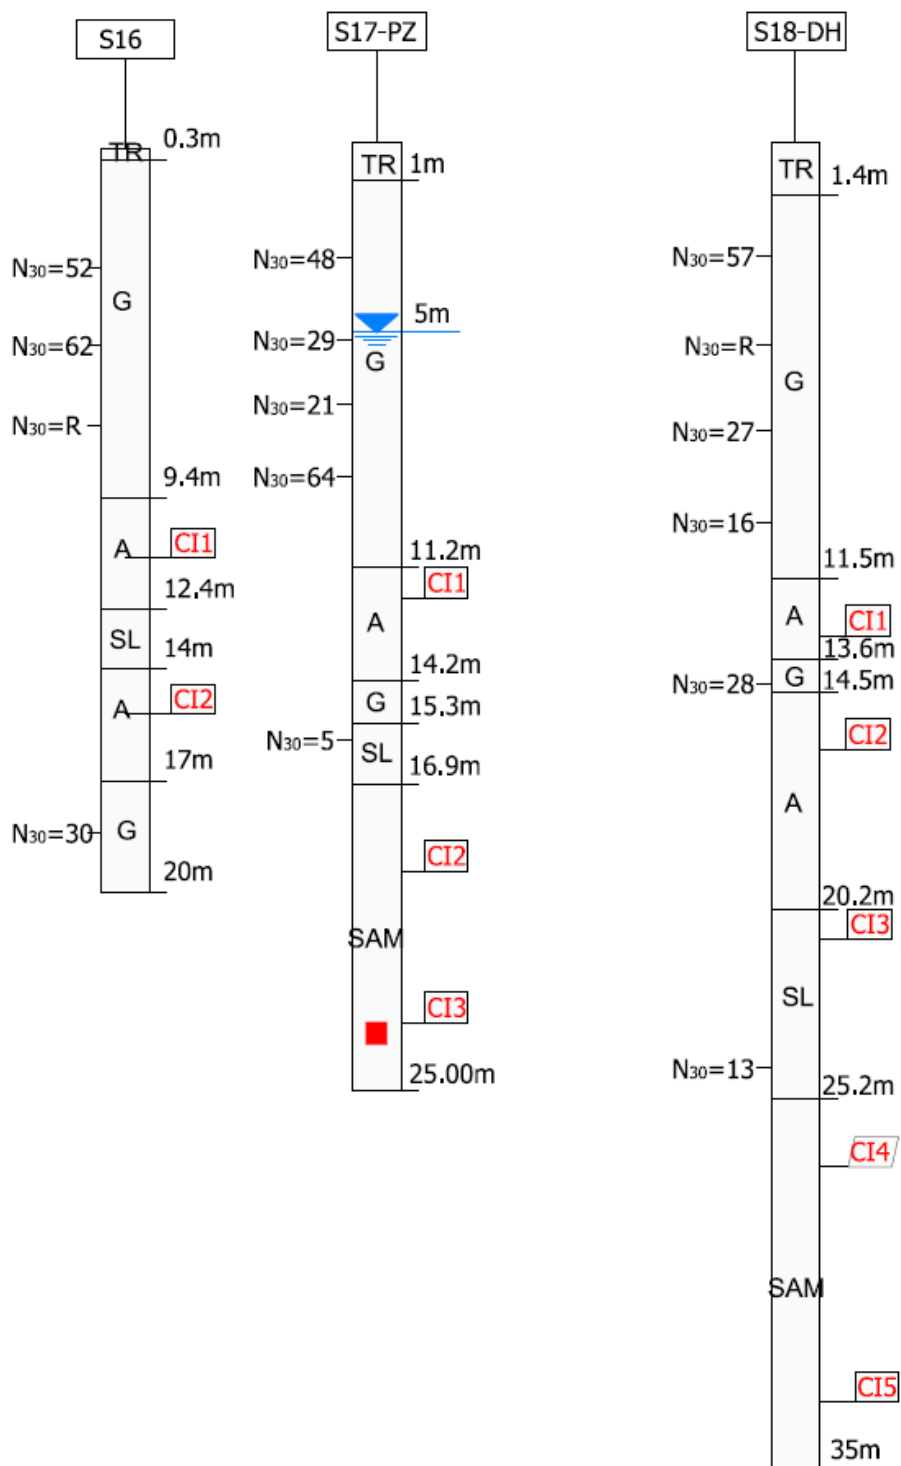 S16
TR
0.3m
N30=52
G
N30=62
N30=R
9.4m
A
CI1
12.4m
SL
14m
A
CI2
17m
N30=30
G
20m
S17-PZ
TR
1m
N30=48
5m
N30=29
G
N30=21
N30=64
11.2m
CI1
A
14.2m
G
15.3m
N30=5
SL
16.9m
CI2
SAM
CI3
25.00m
S18-DH
TR
1.4m
N30=57
N30=R
G
N30=27
N30=16
11.5m
A
CI1
13.6m
N30=28
G
14.5m
CI2
A
20.2m
CI3
SL
N30=13
25.2m
CI4
SAM
CI5
35m